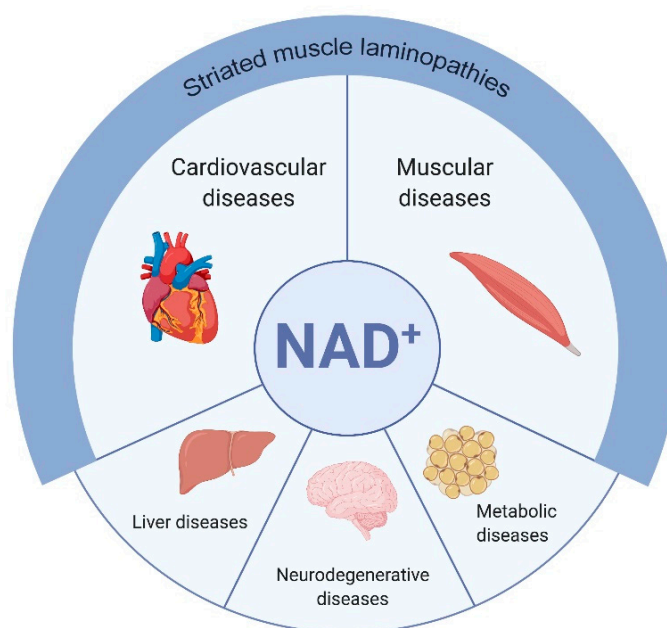 Striated muscle laminopathies
Cardiovascular
diseases
Muscular
diseases
NAD⁺
Liver diseases
Neurodegenerative
diseases
Metabolic
diseases